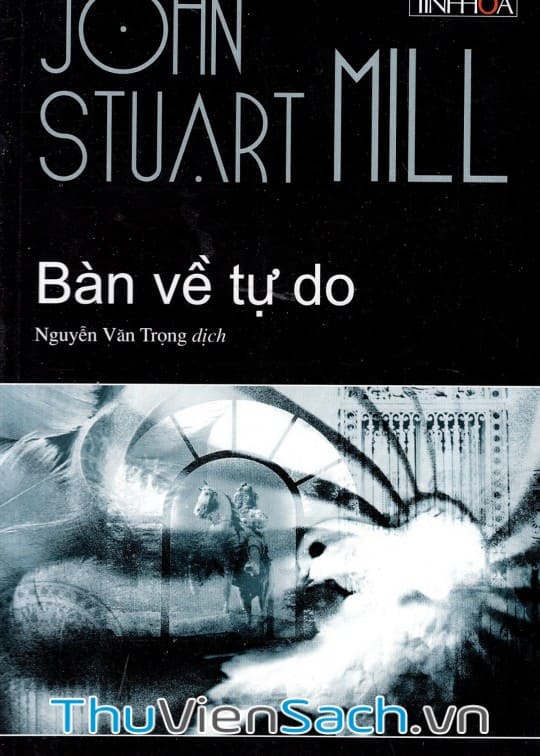 TINH HOA
JOHN
STUART MILL
Bàn về tự do
Nguyễn Văn Trọng dịch
ThuVienSach.vn